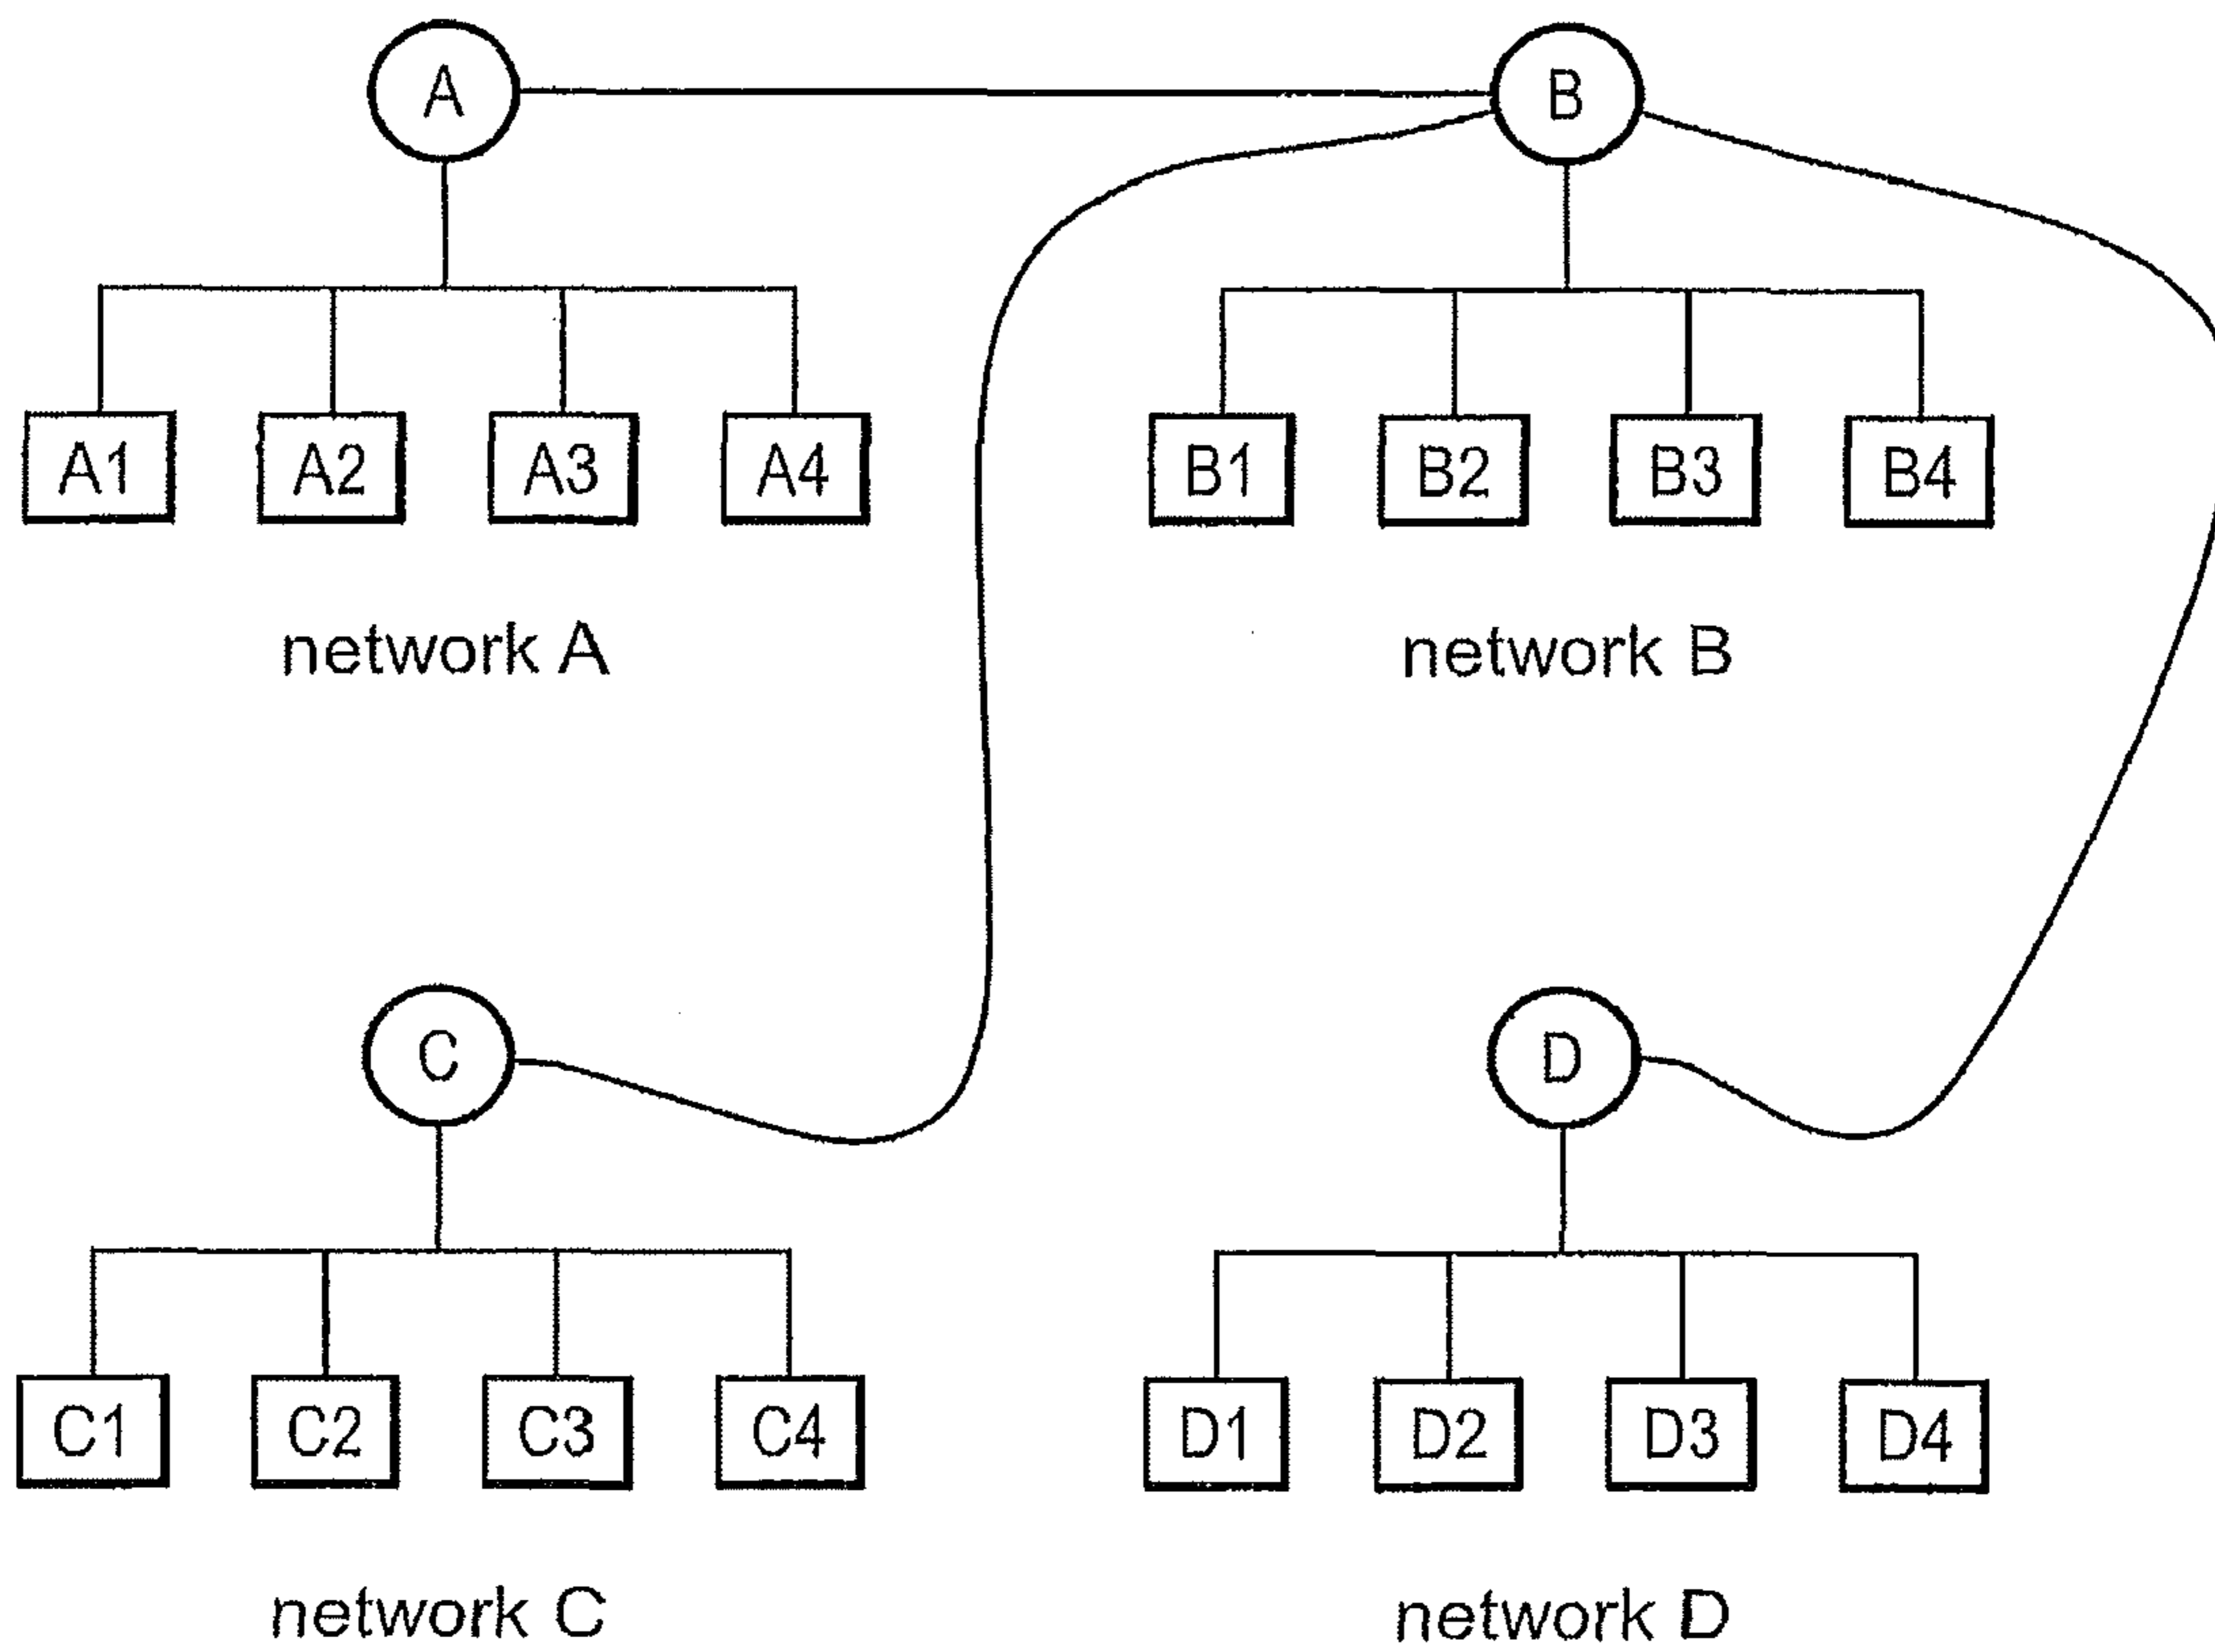 A
B
A1 A2 A3 A4
B1 B2 B3 B4
network A
network B
C
D
C1 C2 C3 C4
D1 D2 D3 D4
network C
network D